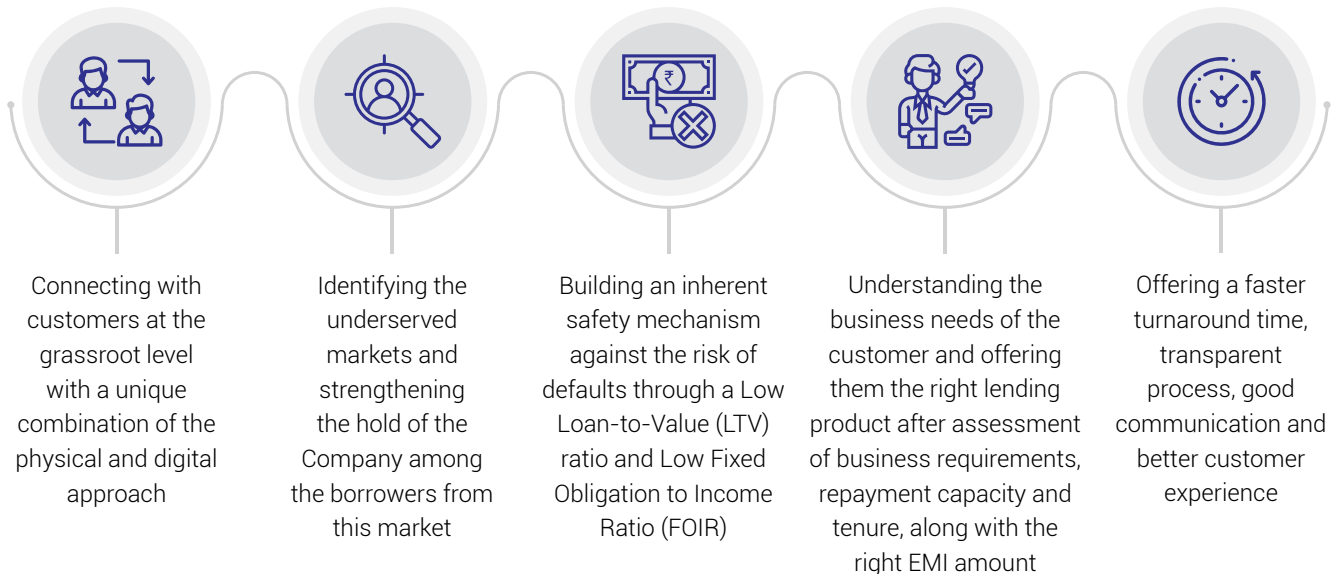 ₹
Connecting with
customers at the
grassroot level
with a unique
combination of the
physical and digital
approach
Identifying the
underserved
markets and
strengthening
the hold of the
Company among
the borrowers from
this market
Building an inherent
safety mechanism
against the risk of
defaults through a Low
Loan-to-Value (LTV)
ratio and Low Fixed
Obligation to Income
Ratio (FOIR)
Understanding the
business needs of the
customer and offering
them the right lending
product after assessment
of business requirements,
repayment capacity and
tenure, along with the
right EMI amount
Offering a faster
turnaround time,
transparent
process, good
communication and
better customer
experience